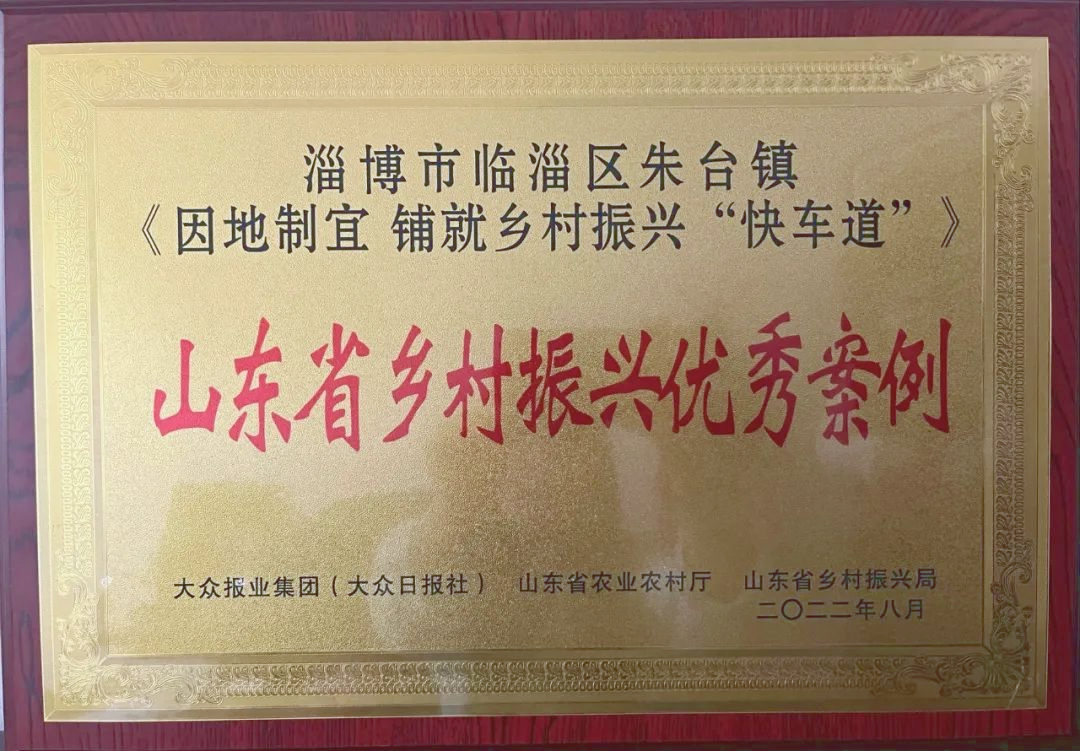 淄博市临淄区朱台镇
《因地制宜 铺就乡村振兴“快车道”》
山东省乡村振兴优秀案例
大众报业集团（大众日报社） 山东省农业农村厅 山东省乡村振兴局
二〇二二年八月